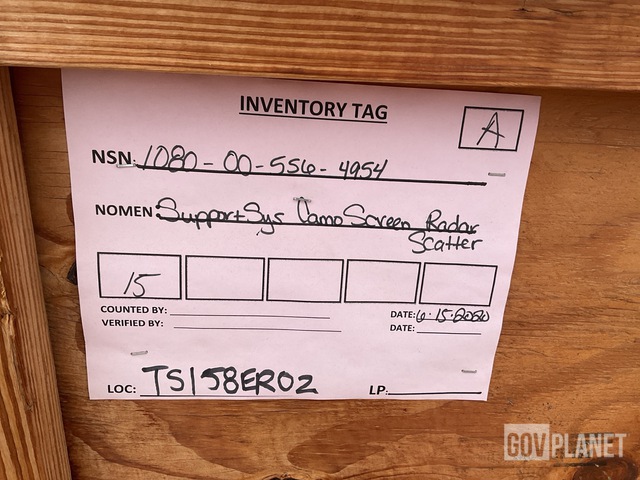 INVENTORY TAG
A
NSN: 1080-00-556-4954
NOMEN Support Sys Camo Screen Radar
Scatter
15
COUNTED BY:
DATE: 6-15-2020
VERIFIED BY:
DATE:
LOC: TS158ER02
LP:
GOVPLANET